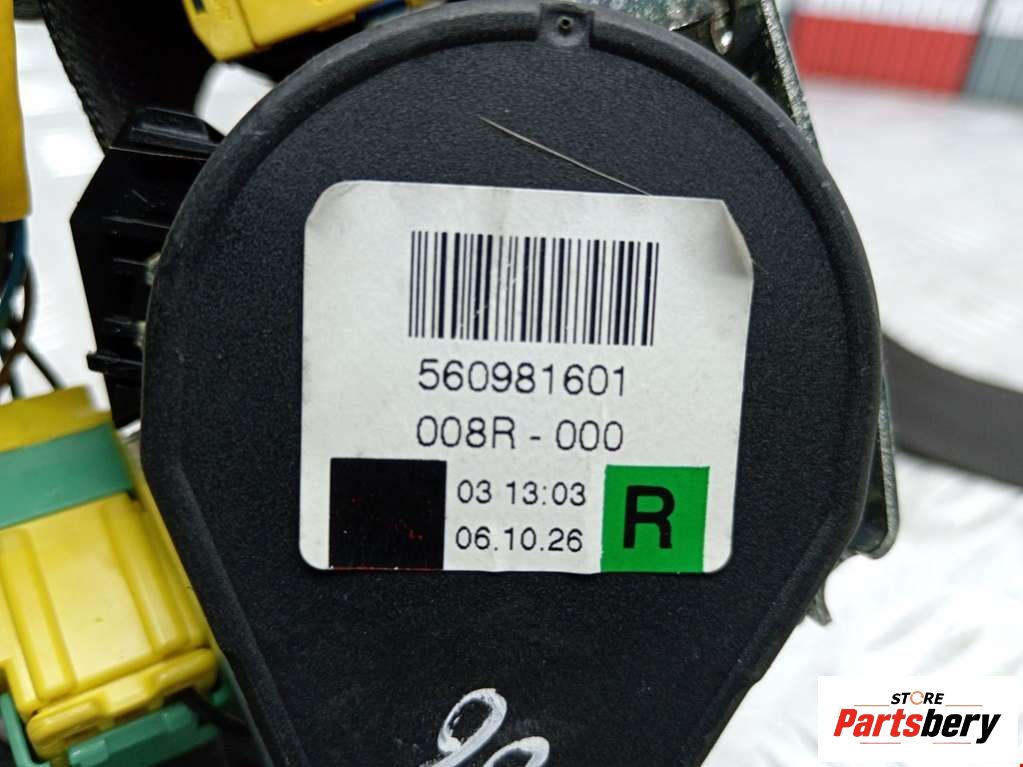 560981601
008R - 000
03 13:03
06.10.26
R
STORE
Partsbery